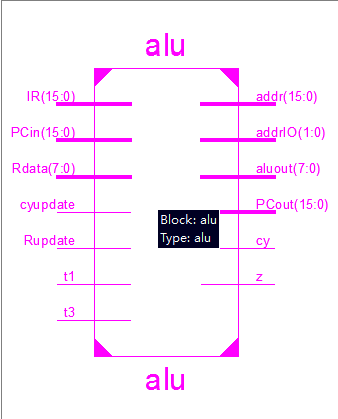 alu
IR(15:0)
addr(15:0)
PCin(15:0)
addrIO(1:0)
Rdata(7:0)
aluout(7:0)
cyupdate
PCout(15:0)
Block: alu
Type: alu
Rupdate
cy
t1
z
t3
alu